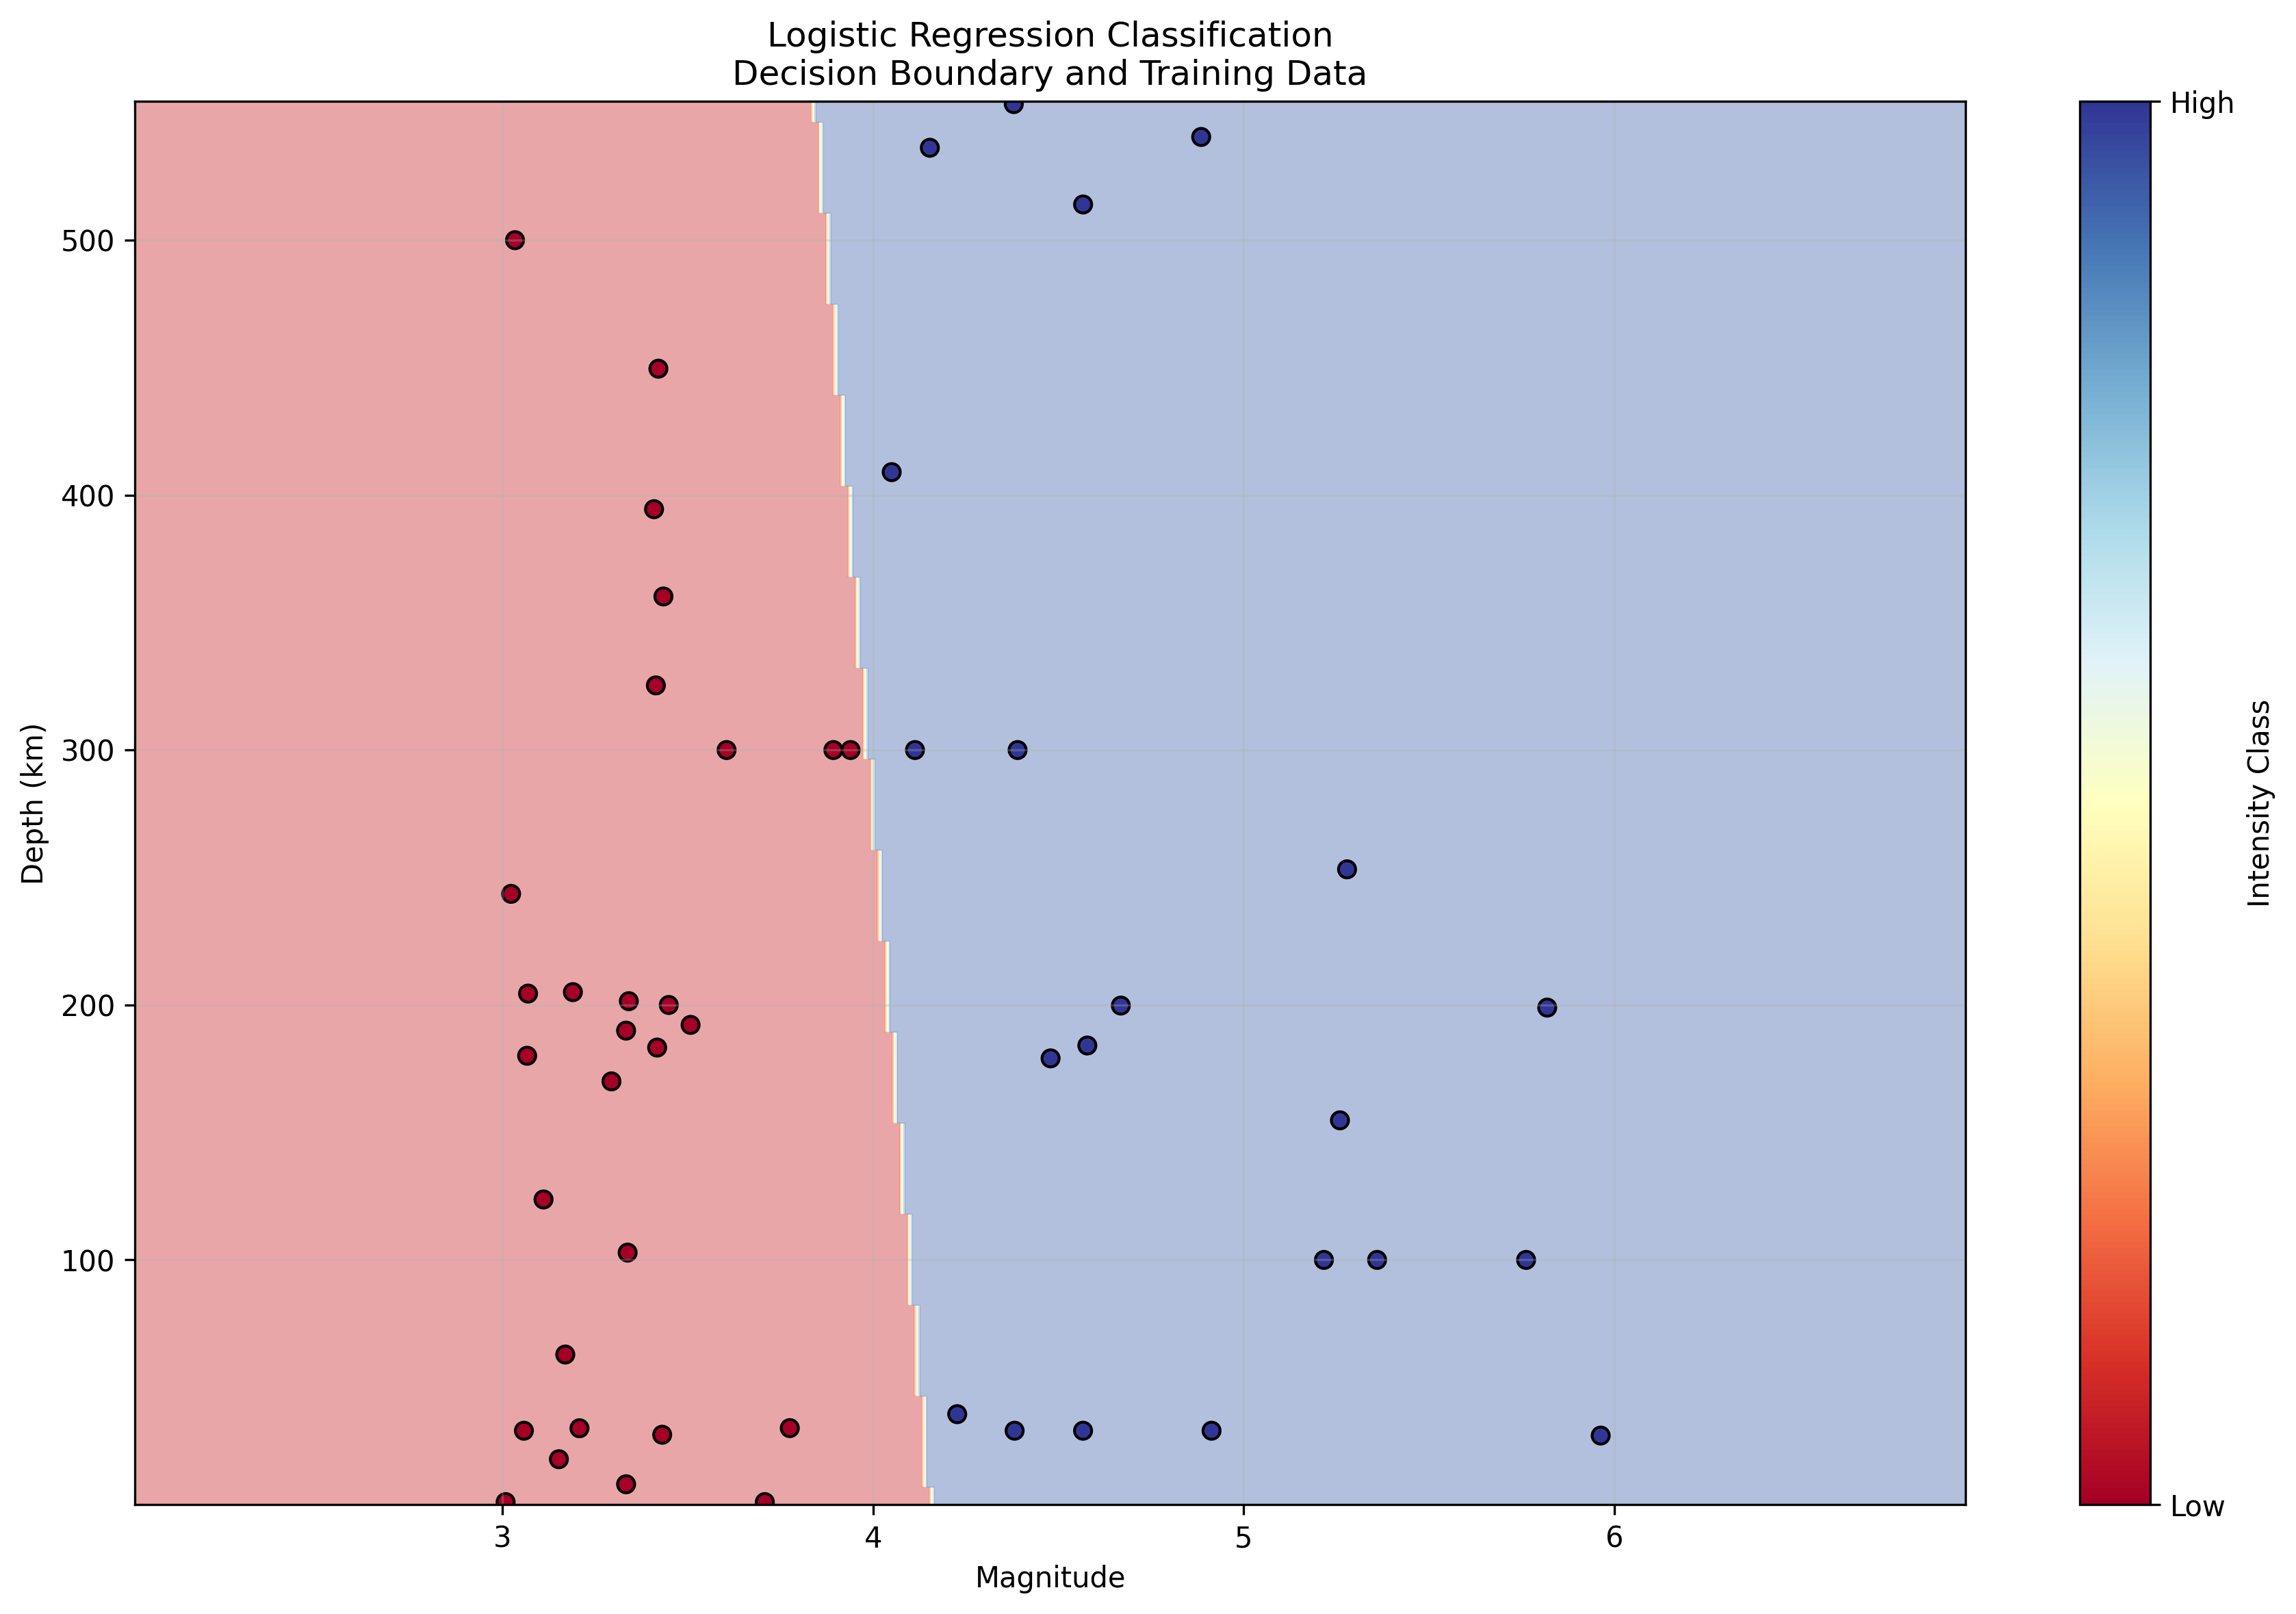 Logistic Regression Classification
Decision Boundary and Training Data
High
500
400
300
200
100
Depth (km)
Intensity Class
Low
3 4 5 6
Magnitude